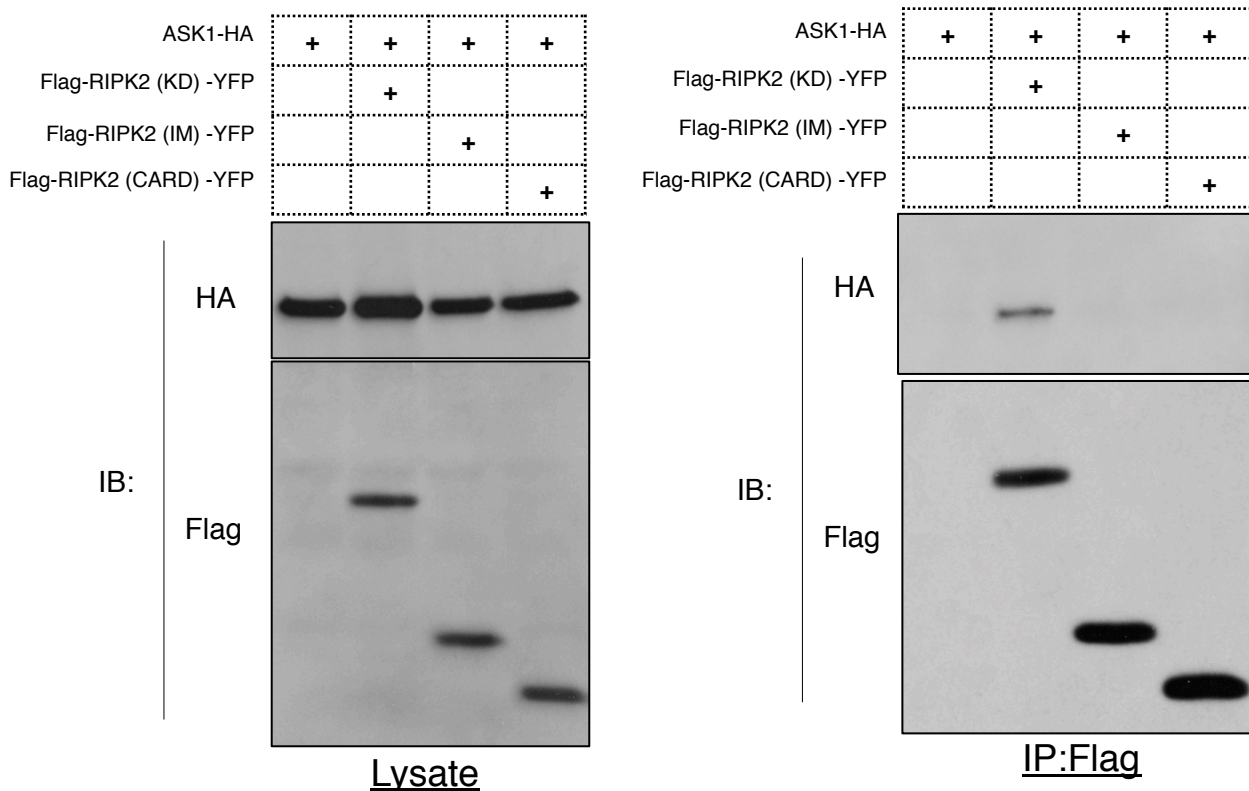 ASK1-HA + + + +
Flag-RIPK2 (KD) -YFP +
Flag-RIPK2 (IM) -YFP +
Flag-RIPK2 (CARD) -YFP +
HA
IB:
Flag
Lysate
ASK1-HA + + + +
Flag-RIPK2 (KD) -YFP +
Flag-RIPK2 (IM) -YFP +
Flag-RIPK2 (CARD) -YFP +
HA
IB:
Flag
IP:Flag